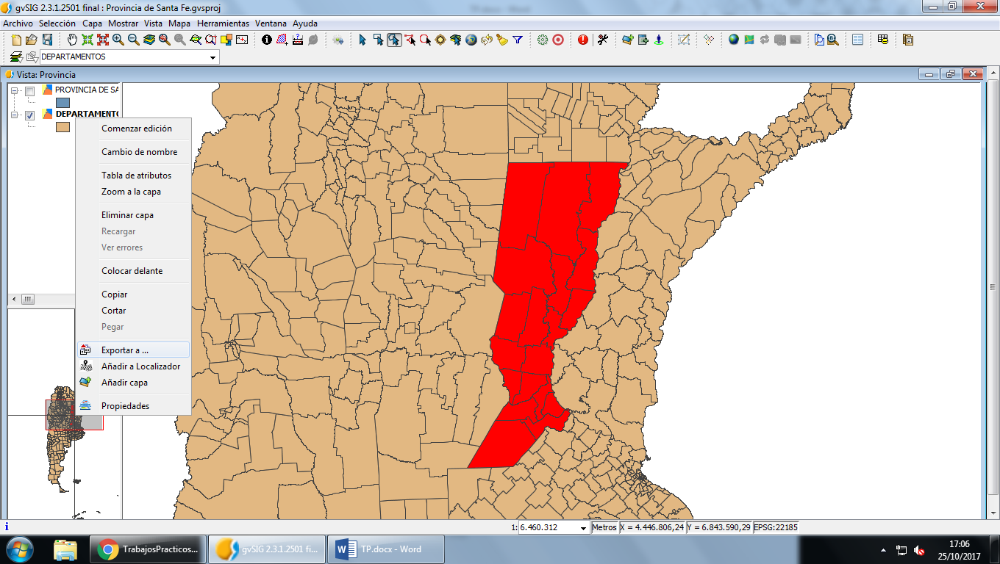 gvSIG 2.3.1.2501 final : Provincia de Santa Fe.gvsproj
Archivo Selección Capa Mostrar Vista Mapa Herramientas Ventana Ayuda
DEPARTAMENTOS
Vista: Provincia
PROVINCIA DE SA
DEPARTAMENTO
Comenzar edición
Cambio de nombre
Tabla de atributos
Zoom a la capa
Eliminar capa
Recargar
Ver errores
Colocar delante
Copiar
Cortar
Pegar
Exportar a ...
Añadir a Localizador
Añadir capa
Propiedades
1: 6.460.312 Metros X = 4.446.806,24 Y = 6.843.590,29 EPSG:22185
TrabajosPracticos... gvSIG 2.3.1.2501 fi... TP.docx - Word
17:06
25/10/2017